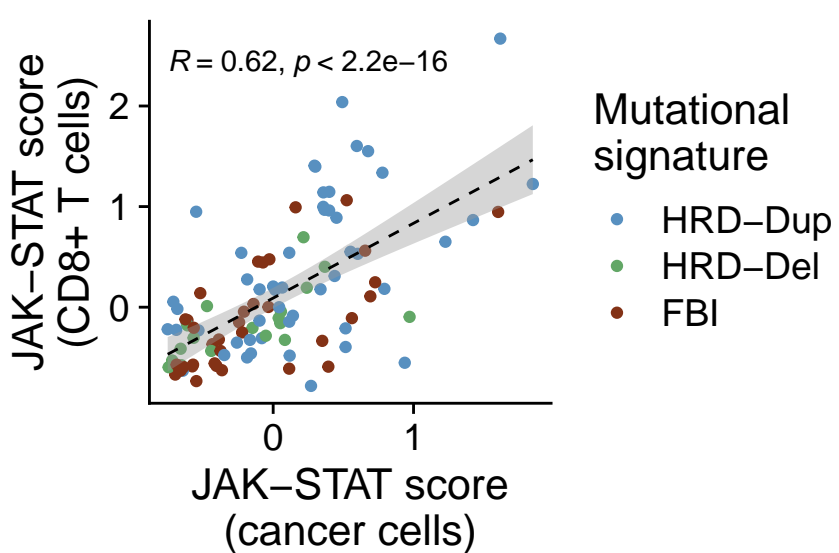 R = 0.62, p < 2.2e−16
JAK−STAT score
(CD8+ T cells)
2
1
0
0
1
JAK−STAT score
(cancer cells)
Mutational
signature
HRD−Dup
HRD−Del
FBI